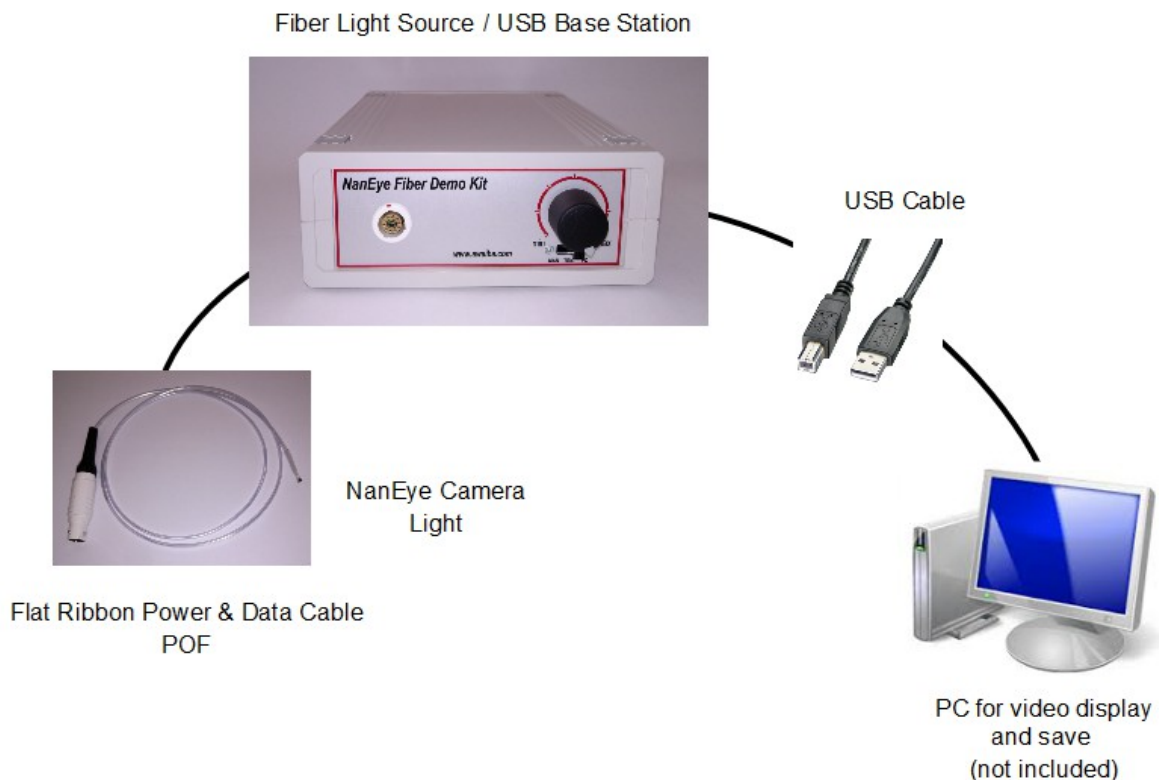 Fiber Light Source / USB Base Station
NanEye Fiber Demo Kit
www.awaiba.com
USB Cable
NanEye Camera
Light
Flat Ribbon Power & Data Cable
POF
PC for video display
and save
(not included)